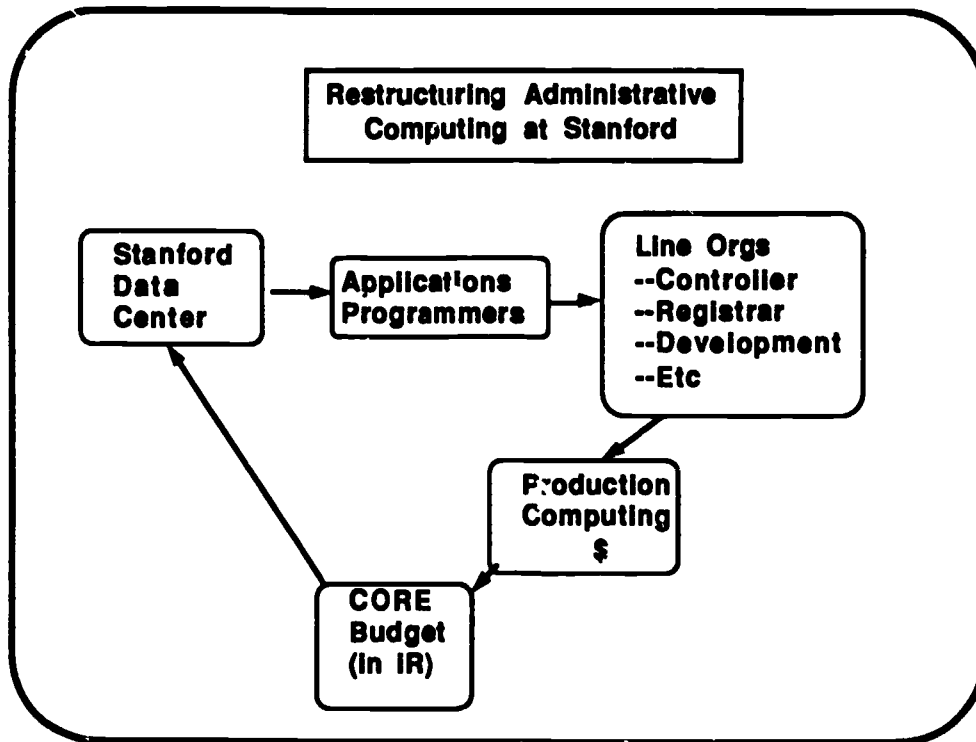 Restructuring Administrative
Computing at Stanford
Stanford
Data
Center
Applications
Programmers
Line Orgs
--Controller
--Registrar
--Development
--Etc
Production
Computing
$
CORE
Budget
(in IR)